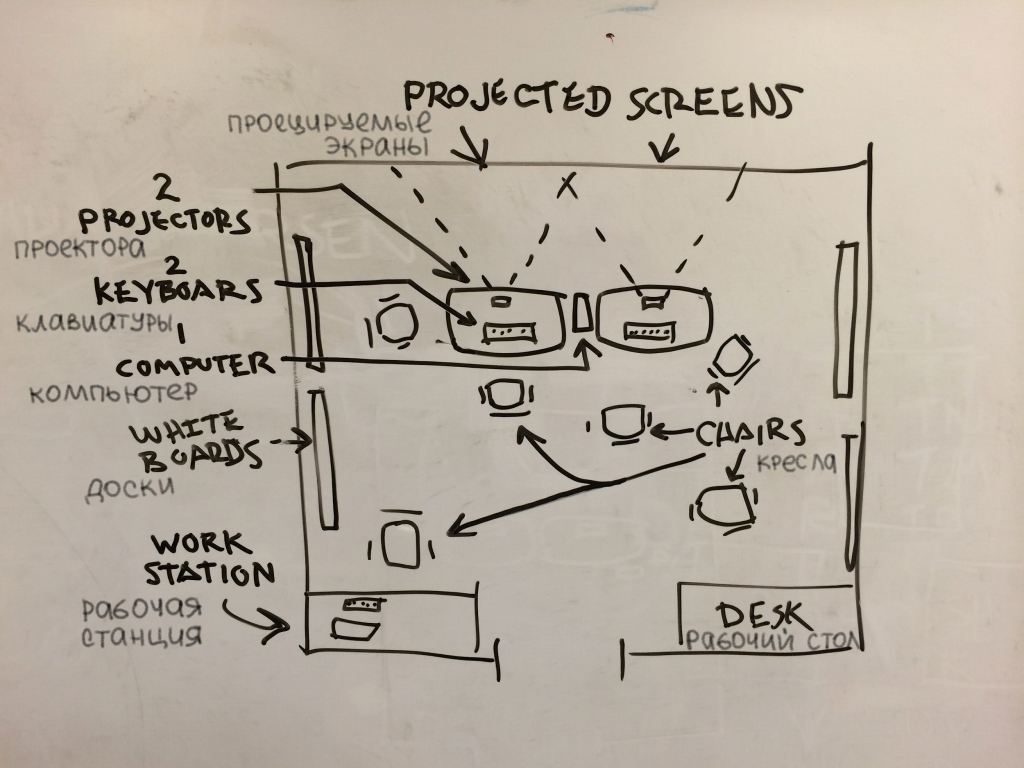 PROJECTED SCREENS
проецируемые
экраны
2
PROJECTORS
проектора
2
KEYBOARS
клавиатуры
1
COMPUTER
компьютер
WHITE
BOARDS
доски
CHAIRS
кресла
WORK
STATION
рабочая
станция
DESK
рабочий стол